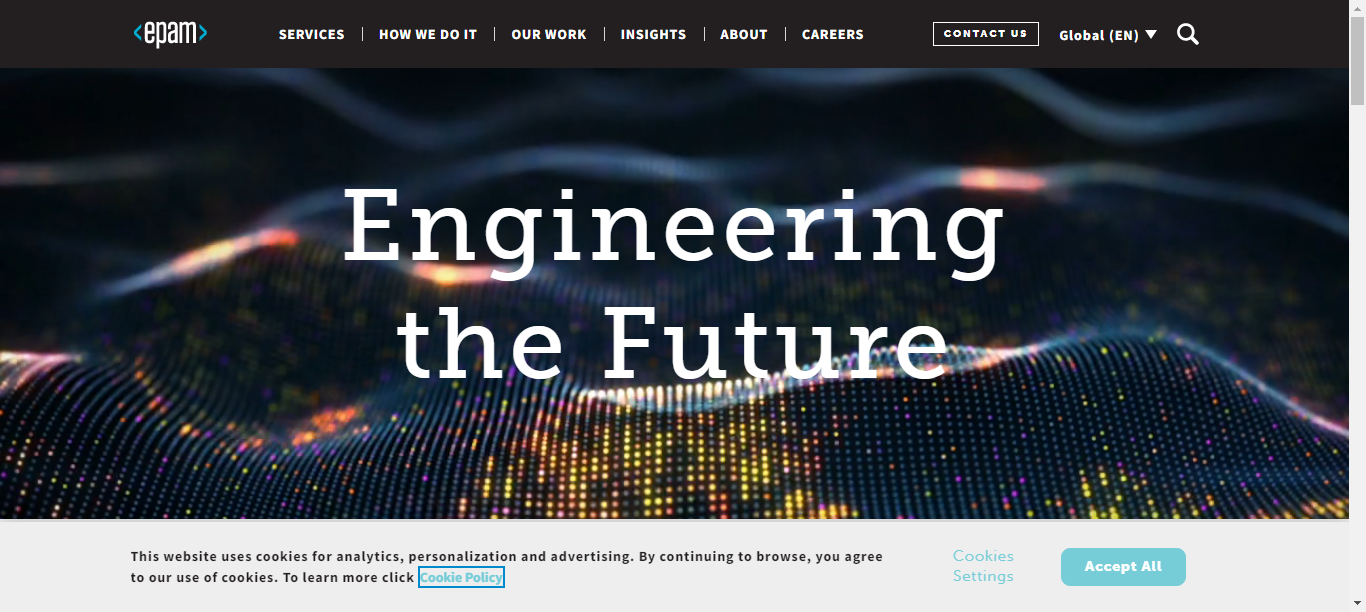 <epam>
SERVICES | HOW WE DO IT | OUR WORK | INSIGHTS | ABOUT | CAREERS
CONTACT US
Global (EN)
Engineering
the Future
This website uses cookies for analytics, personalization and advertising. By continuing to browse, you agree
to our use of cookies. To learn more click Cookie Policy
Cookies
Settings
Accept All